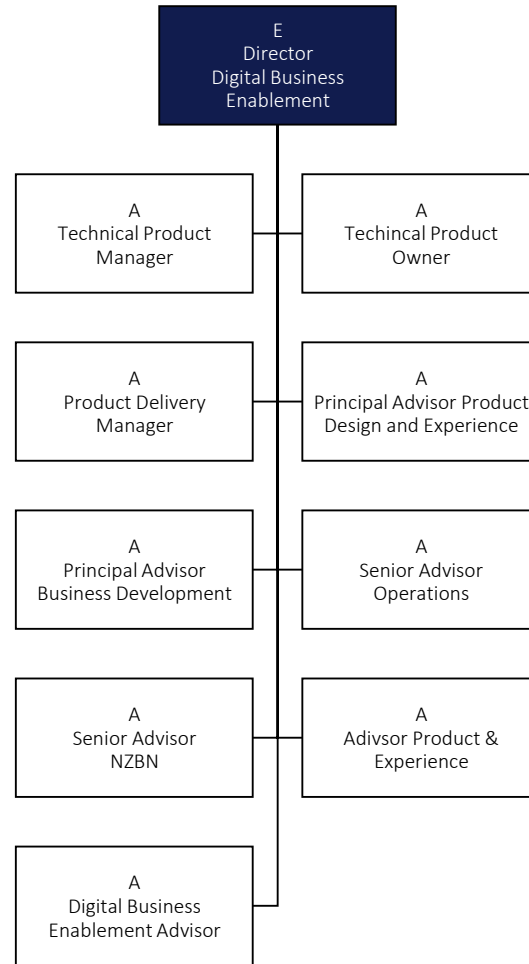 E
Director
Digital Business
Enablement
A
Technical Product
Manager
A
Techincal Product
Owner
A
Product Delivery
Manager
A
Principal Advisor Product
Design and Experience
A
Principal Advisor
Business Development
A
Senior Advisor
Operations
A
Senior Advisor
NZBN
A
Adivsor Product &
Experience
A
Digital Business
Enablement Advisor